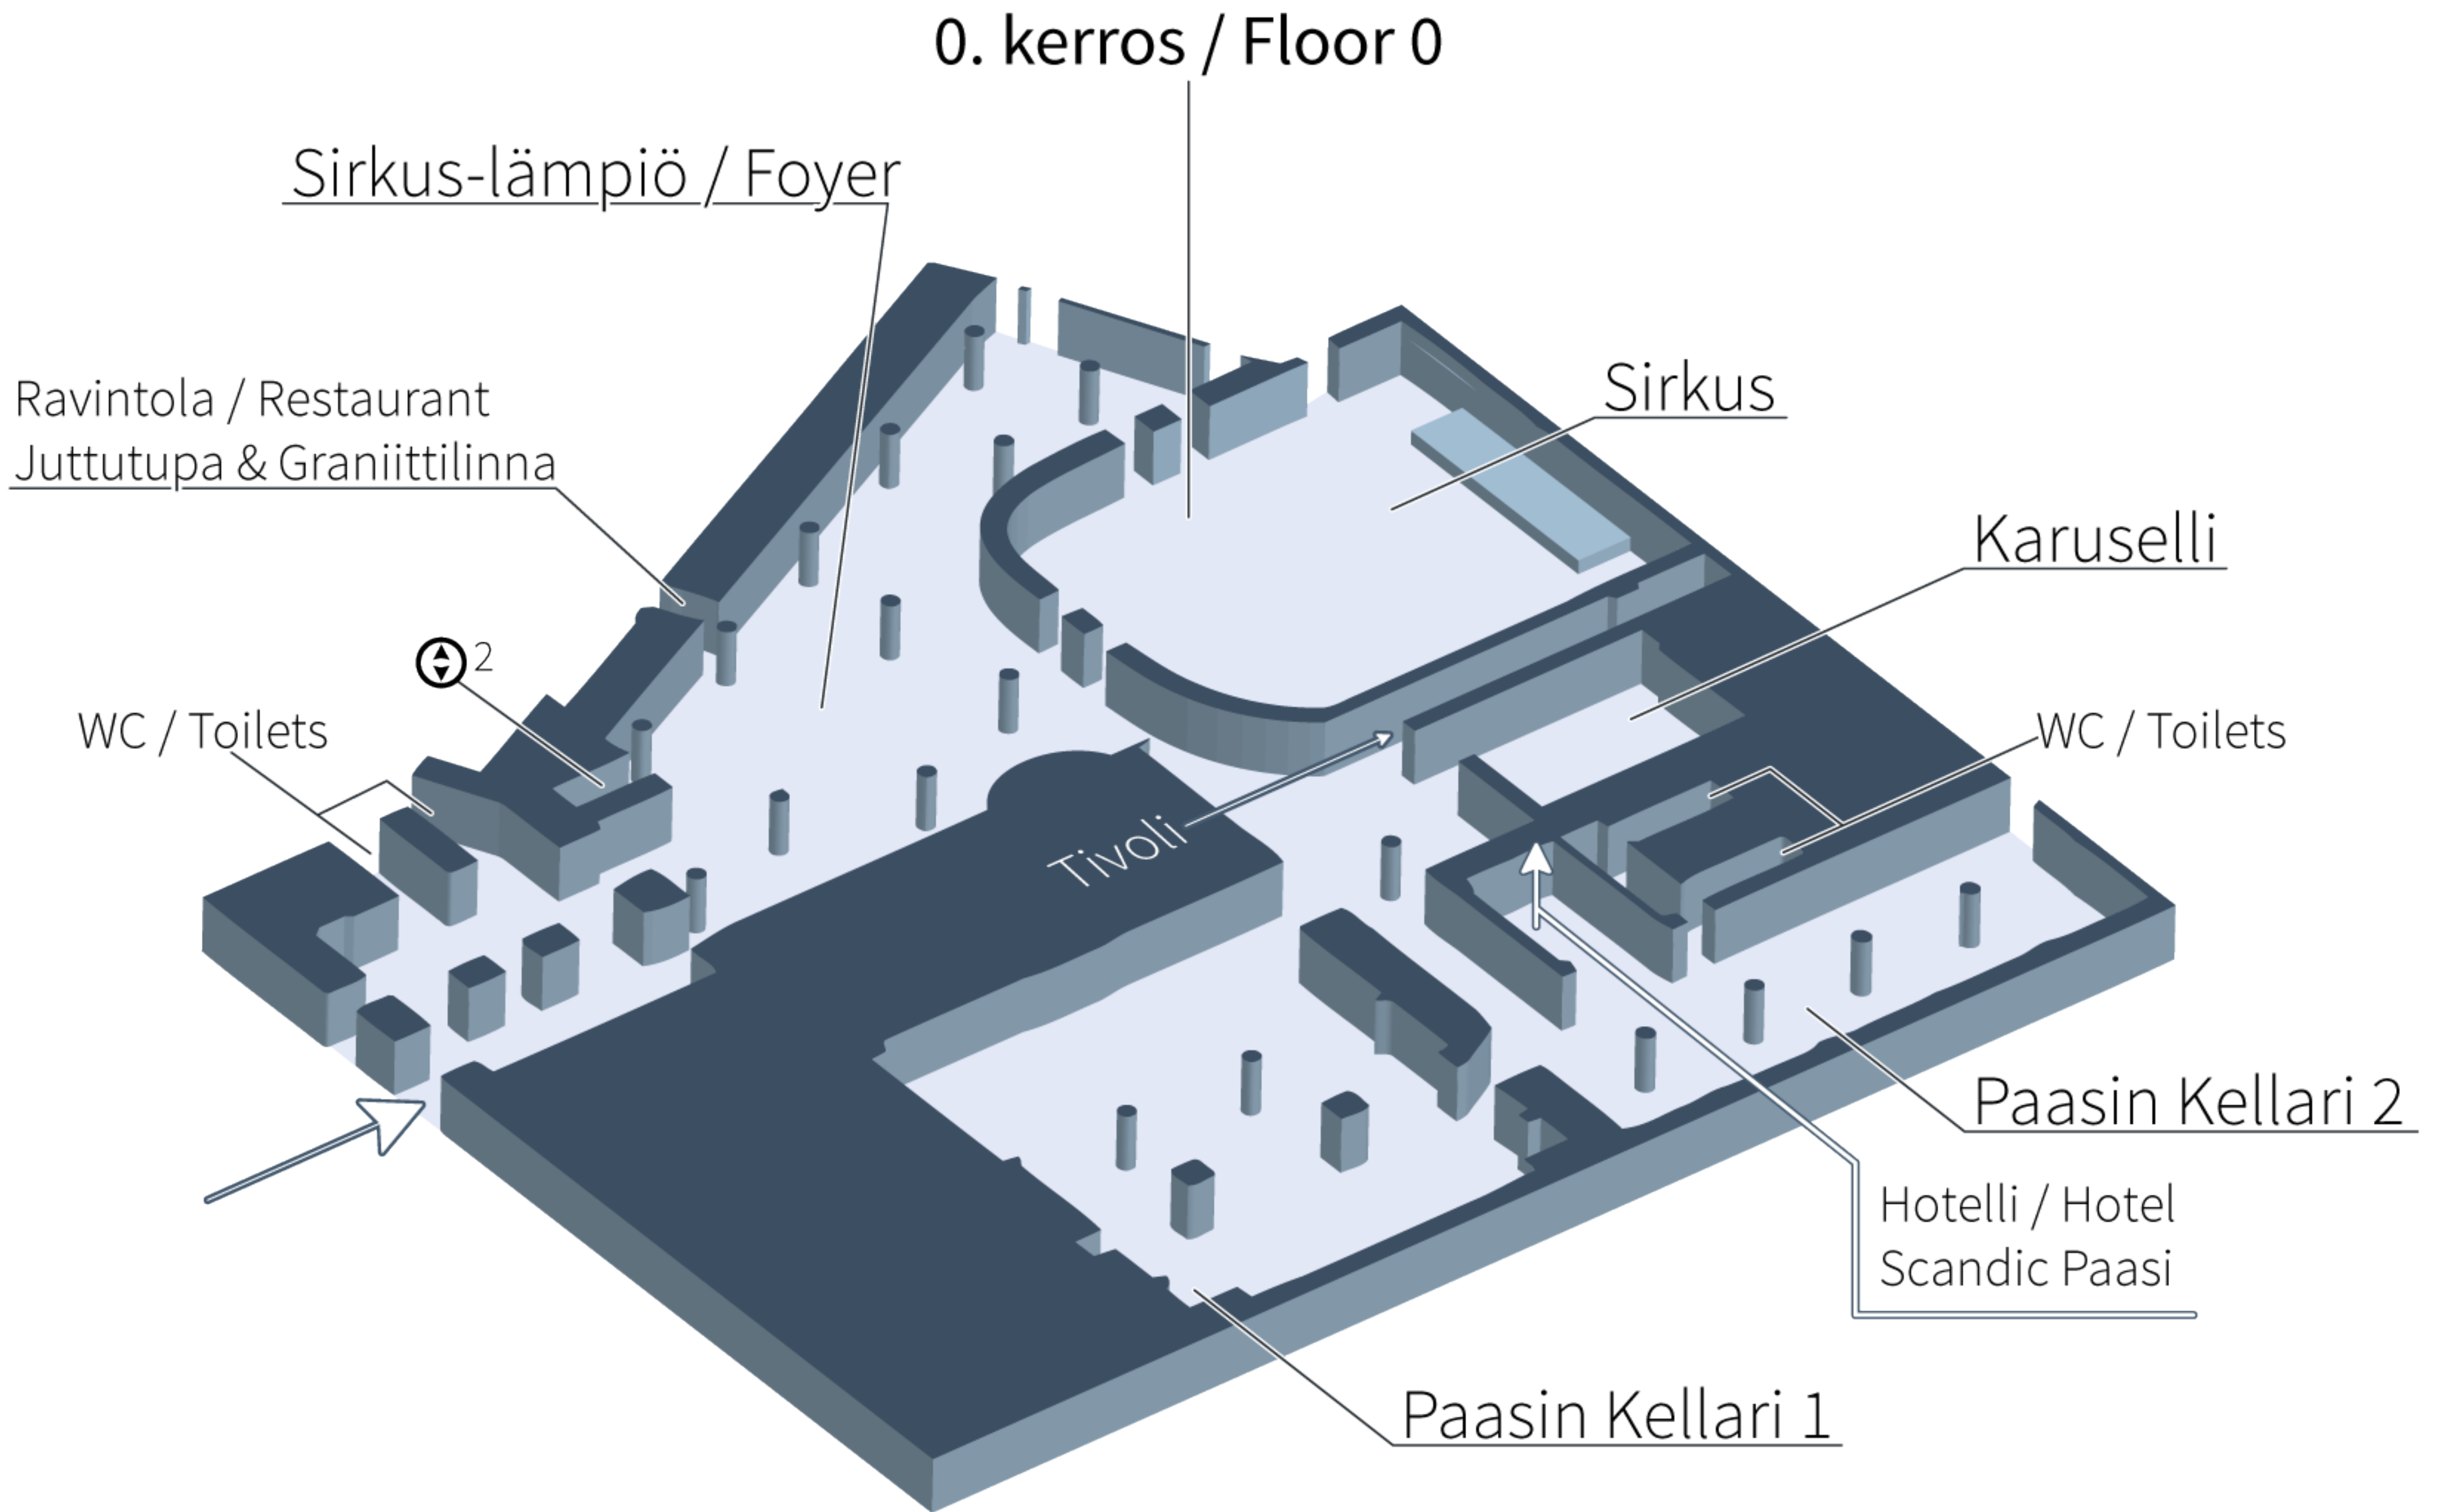 0. kerros / Floor 0
Sirkus-lämpiö / Foyer
Sirkus
Ravintola / Restaurant
Juttutupa & Graniittilinna
Karuselli
2
WC / Toilets
WC / Toilets
Tivoli
Paasin Kellari 2
Hotelli / Hotel
Scandic Paasi
Paasin Kellari 1